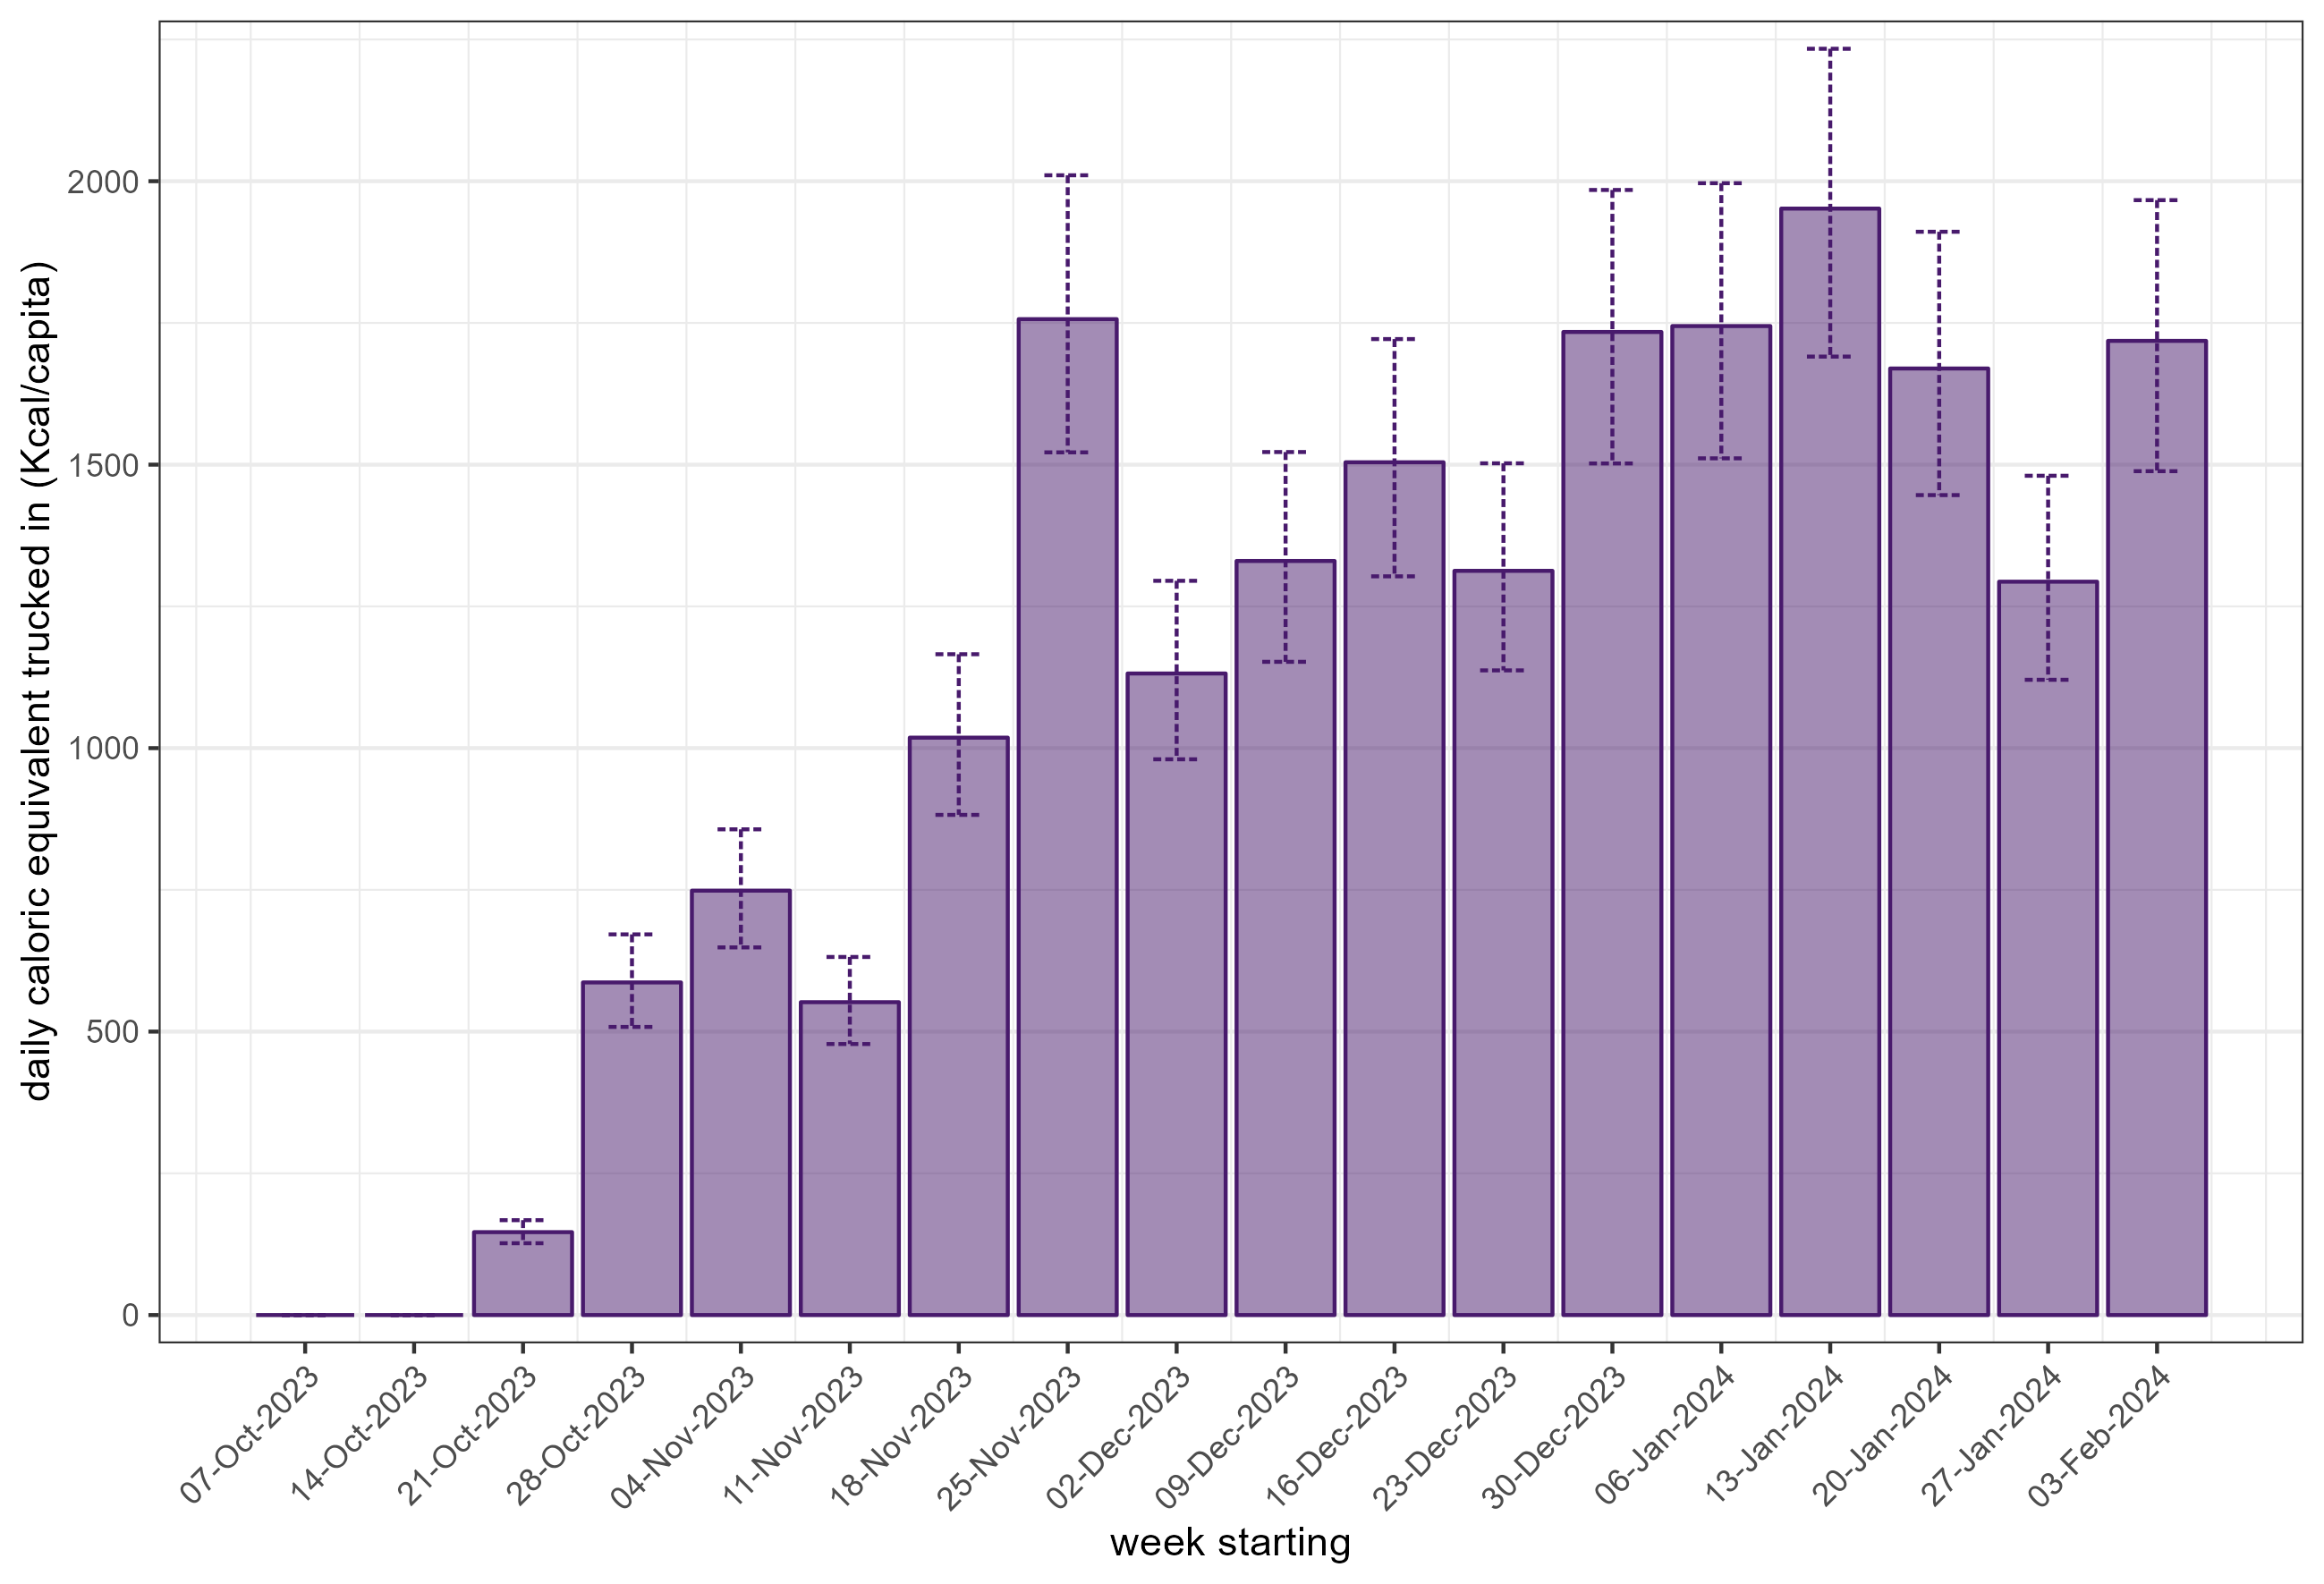 daily caloric equivalent trucked in (Kcal/capita)
2000
1500
1000
500
0
07-Oct-2023
14-Oct-2023
21-Oct-2023
28-Oct-2023
04-Nov-2023
11-Nov-2023
18-Nov-2023
25-Nov-2023
02-Dec-2023
09-Dec-2023
16-Dec-2023
23-Dec-2023
30-Dec-2023
06-Jan-2024
13-Jan-2024
20-Jan-2024
27-Jan-2024
03-Feb-2024
week starting